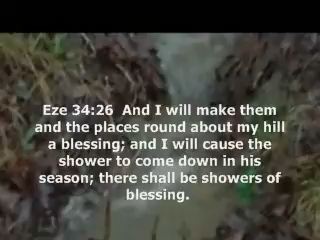 Eze 34:26  And I will make them
and the places round about my hill
a blessing; and I will cause the
shower to come down in his
season; there shall be showers of
blessing.